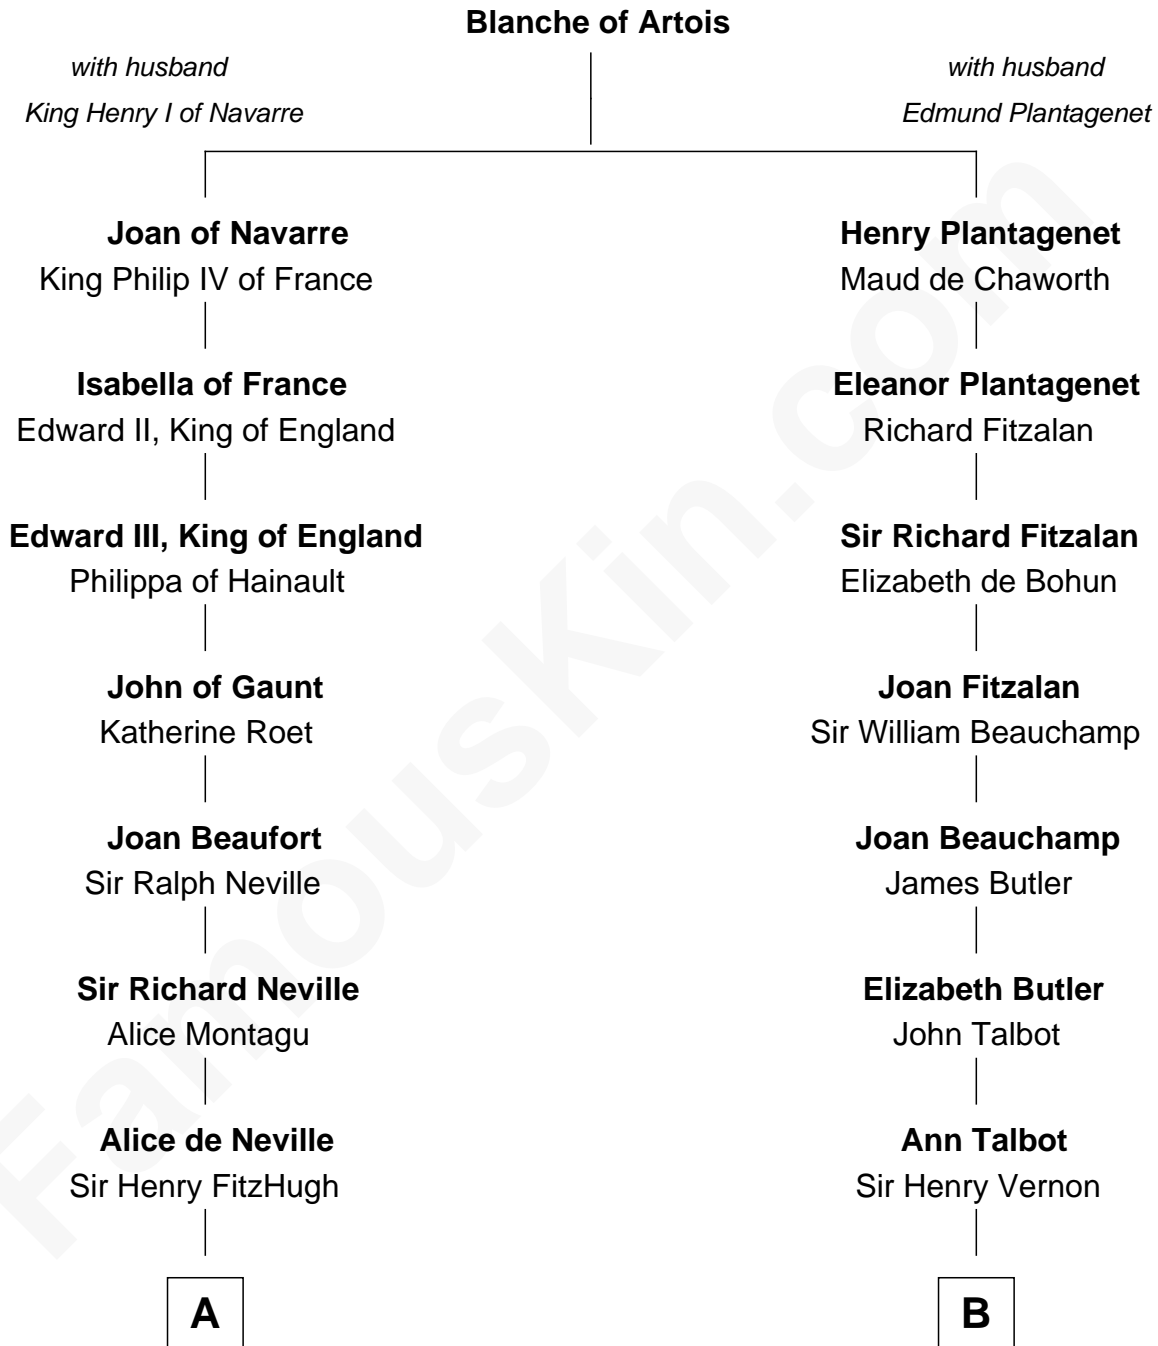 Blanche of Artois
with husband
King Henry I of Navarre
with husband
Edmund Plantagenet
Joan of Navarre
King Philip IV of France
Henry Plantagenet
Maud de Chaworth
Isabella of France
Edward II, King of England
Eleanor Plantagenet
Richard Fitzalan
Edward III, King of England
Philippa of Hainault
Sir Richard Fitzalan
Elizabeth de Bohun
John of Gaunt
Katherine Roet
Joan Fitzalan
Sir William Beauchamp
Joan Beaufort
Sir Ralph Neville
Joan Beauchamp
James Butler
Sir Richard Neville
Alice Montagu
Elizabeth Butler
John Talbot
Alice de Neville
Sir Henry FitzHugh
Ann Talbot
Sir Henry Vernon
A
B
FamousKin.com